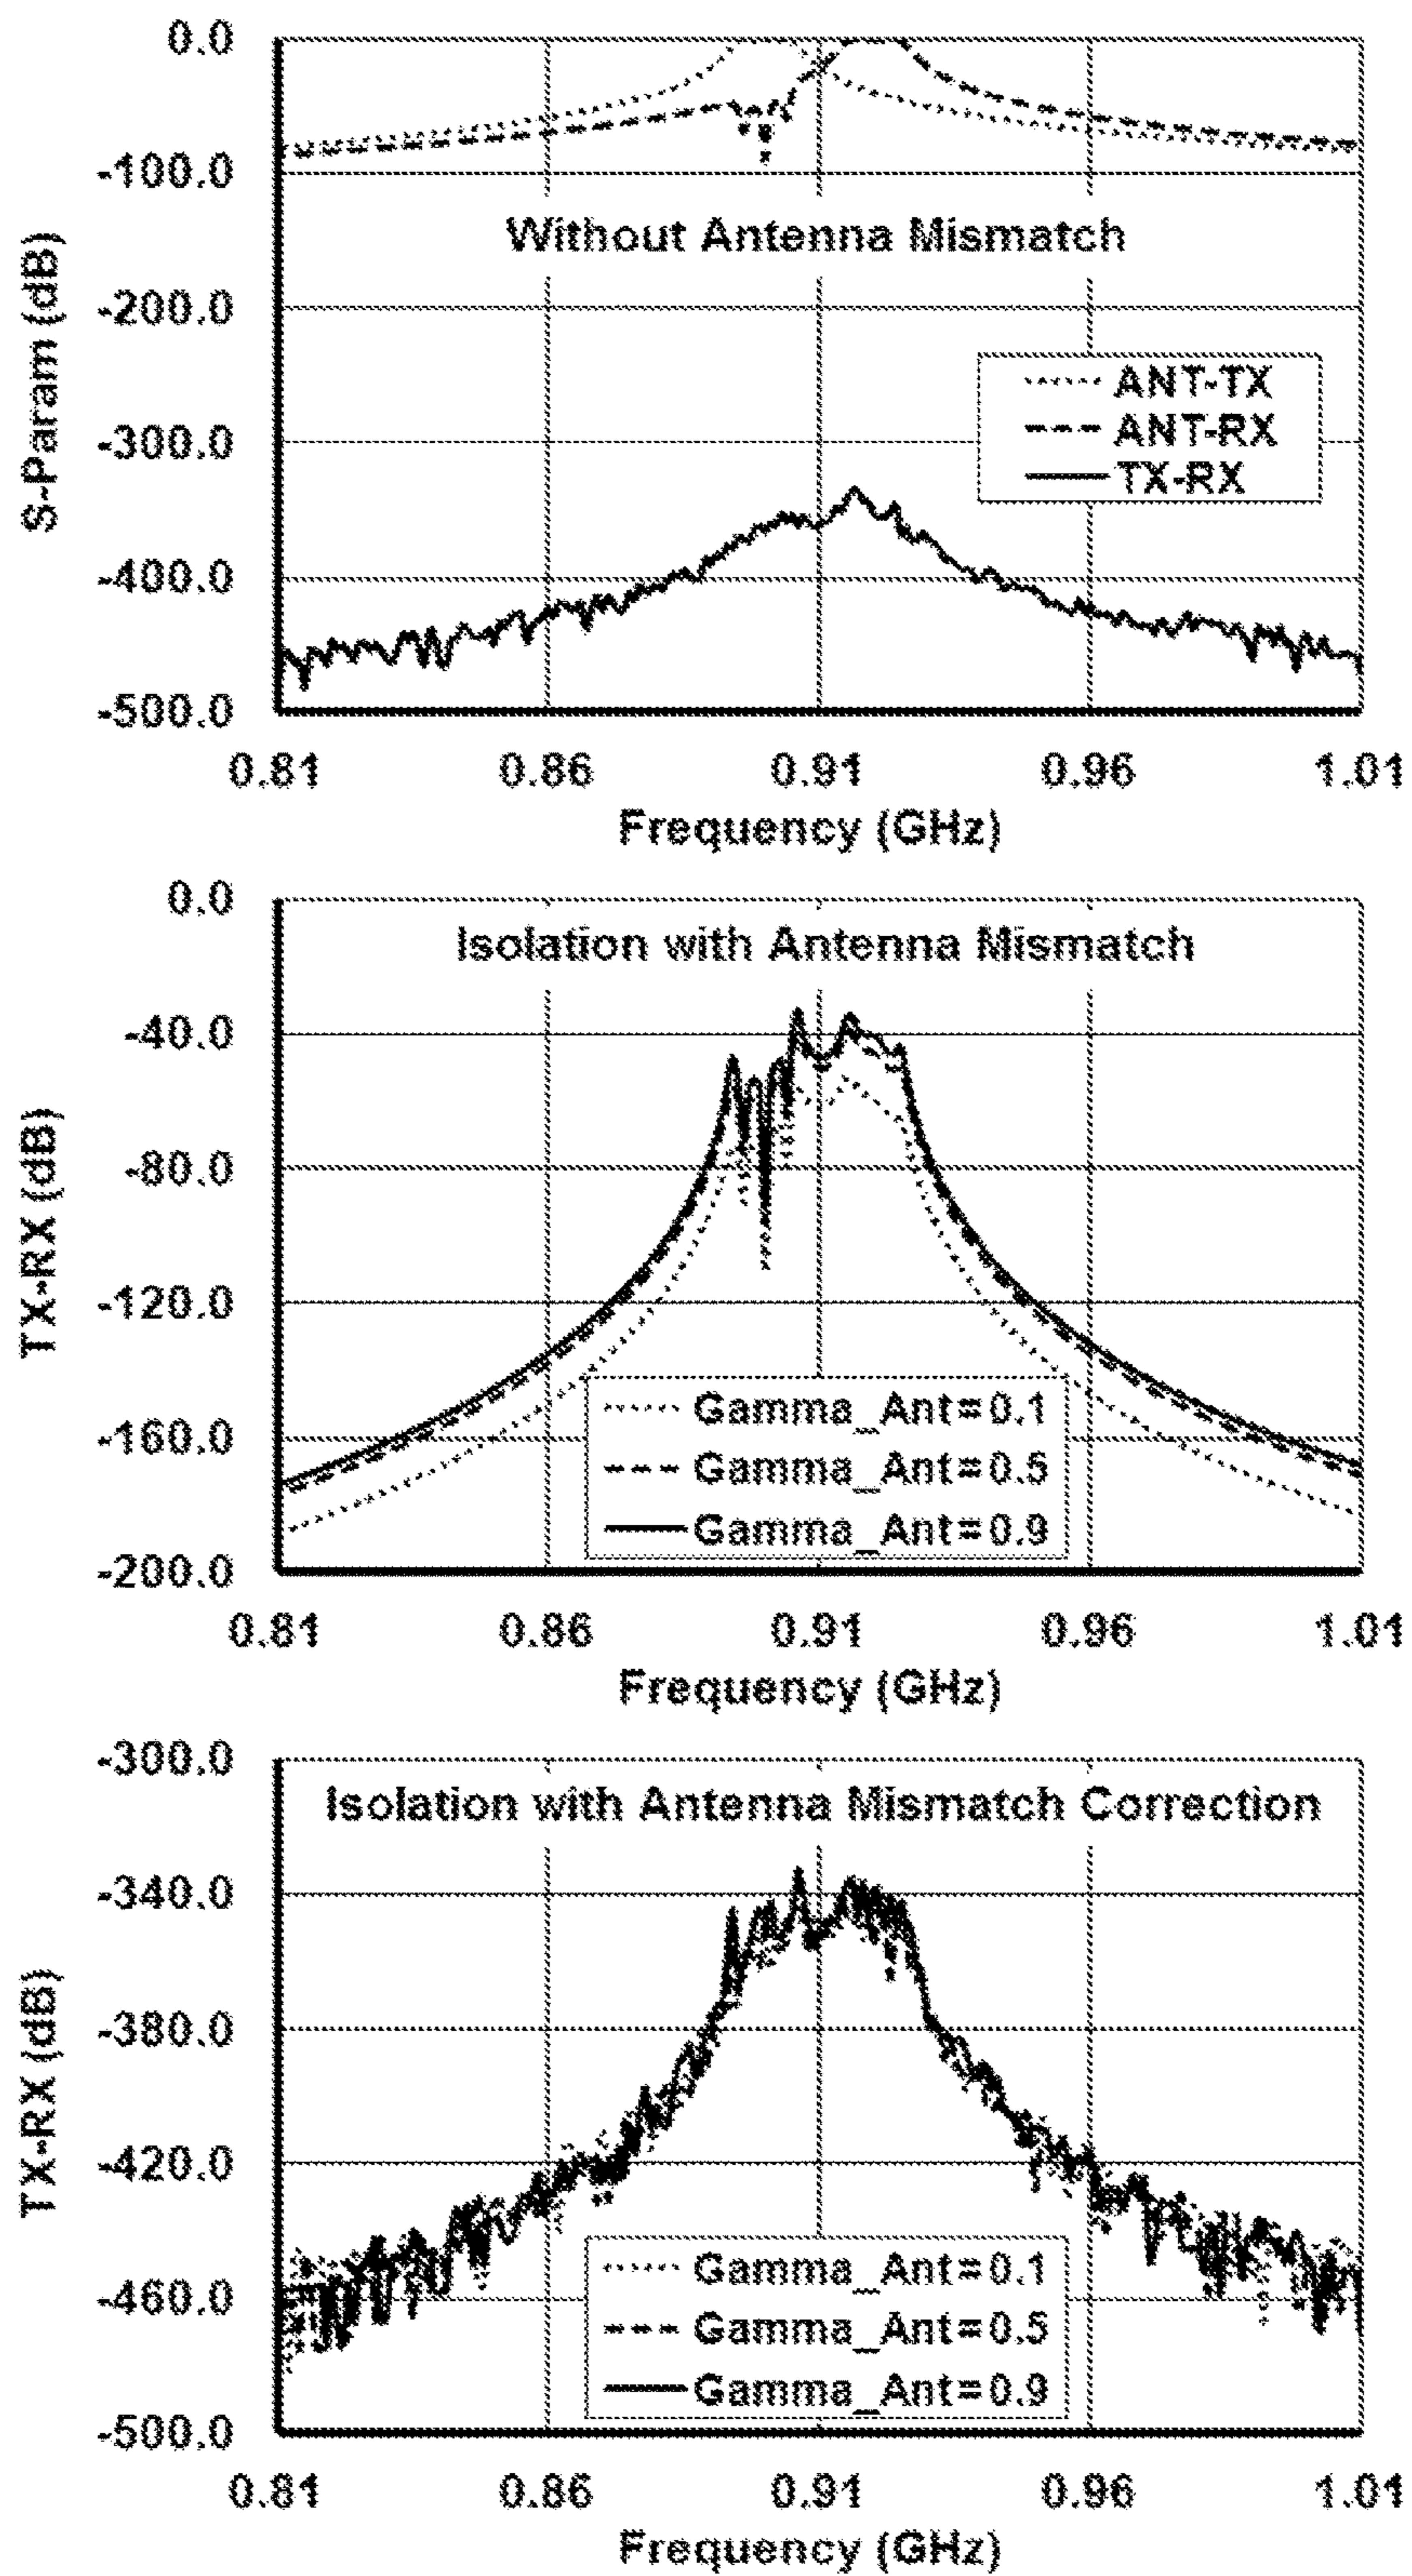 0.0
-100.0
-200.0
-300.0
-400.0
-500.0
S-Param (dB)
Without Antenna Mismatch
ANT-TX
ANT-RX
TX-RX
0.81 0.86 0.91 0.96 1.01
Frequency (GHz)
0.0
-40.0
-80.0
-120.0
-160.0
-200.0
TX-RX (dB)
Isolation with Antenna Mismatch
Gamma_Ant=0.1
Gamma_Ant=0.5
Gamma_Ant=0.9
0.81 0.86 0.91 0.96 1.01
Frequency (GHz)
-300.0
-340.0
-380.0
-420.0
-460.0
-500.0
TX-RX (dB)
Isolation with Antenna Mismatch Correction
Gamma_Ant=0.1
Gamma_Ant=0.5
Gamma_Ant=0.9
0.81 0.86 0.91 0.96 1.01
Frequency (GHz)